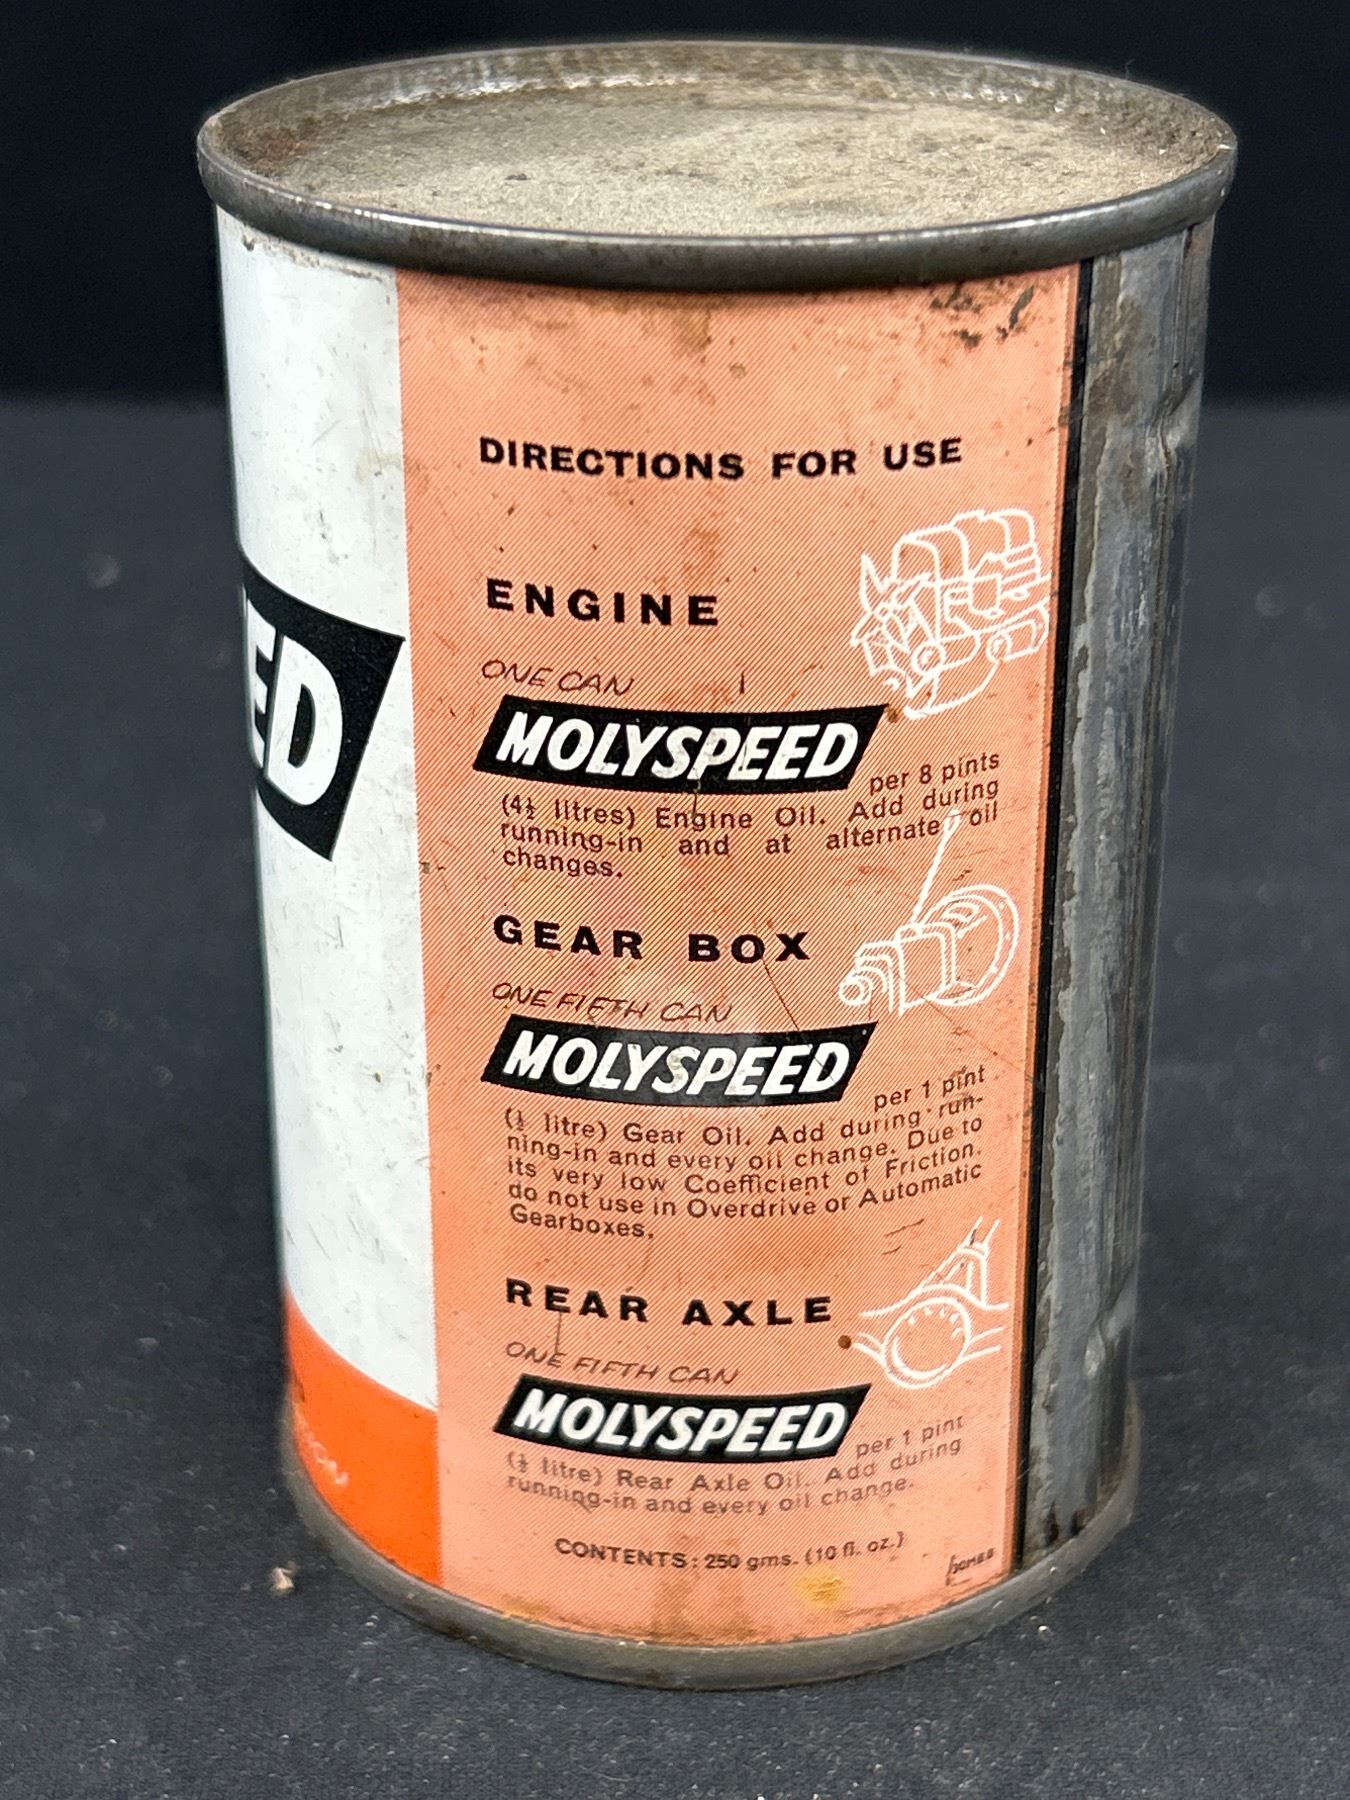 ED
DIRECTIONS FOR USE
ENGINE
ONE CAN
MOLYSPEED
per 8 pints
(4½ litres) Engine Oil. Add during
running-in and at alternate oil
changes.
GEAR BOX
ONE FIFTH CAN
MOLYSPEED
per 1 pint
(½ litre) Gear Oil. Add during run-
ning-in and every oil change. Due to
its very low Coefficient of Friction.
do not use in Overdrive or Automatic
Gearboxes.
REAR AXLE
ONE FIFTH CAN
MOLYSPEED
per 1 pint
(½ litre) Rear Axle Oil. Add during
running-in and every oil change.
CONTENTS: 250 gms. (10 fl. oz.)